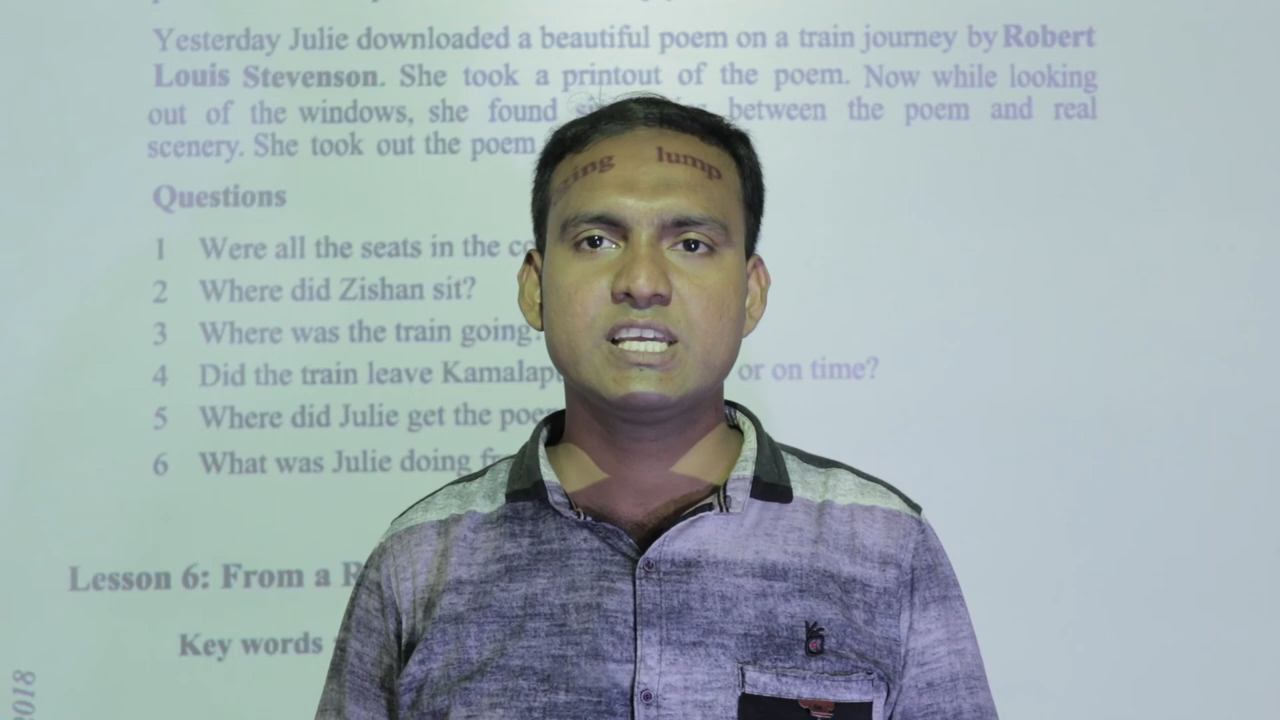 Yesterday Julie downloaded a beautiful poem on a train journey by Robert
Louis Stevenson. She took a printout of the poem. Now while looking
out of the windows, she found between the poem and real
scenery. She took out the poem
zing lump
Questions
1 Were all the seats in the
2 Where did Zishan sit?
3 Where was the train going?
4 Did the train leave or on time?
5 Where did Julie get the
6 What was Julie doing
Lesson 6: From a
Key words
2018